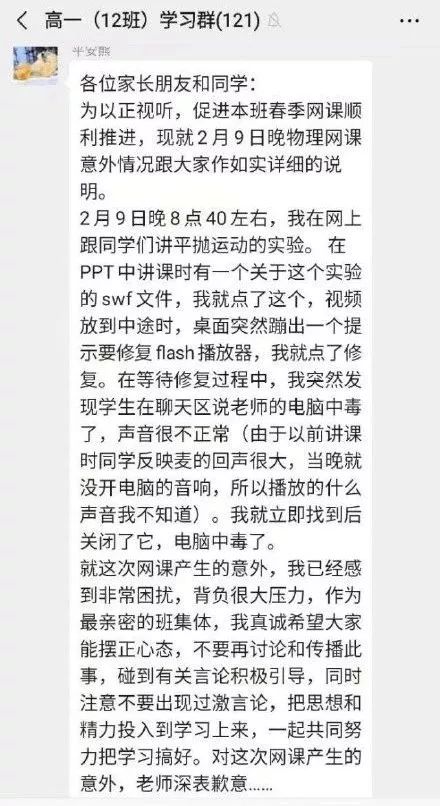 高一（12班）学习群(121)
平安熊
各位家长朋友和同学：
为以正视听，促进本班春季网课顺
利推进，现就2月9日晚物理网课
意外情况跟大家作如实详细的说
明。
2月9日晚8点40左右，我在网上
跟同学们讲平抛运动的实验。 在
PPT中讲课时有一个关于这个实验
的swf文件，我就点了这个，视频
放到中途时，桌面突然蹦出一个提
示要修复flash播放器，我就点了修
复。在等待修复过程中，我突然发
现学生在聊天区说老师的电脑中毒
了，声音很不正常（由于以前讲课
时同学反映麦的回声很大，当晚就
没开电脑的音响，所以播放的什么
声音我不知道）。我就立即找到后
关闭了它，电脑中毒了。
就这次网课产生的意外，我已经感
到非常困扰，背负很大压力，作为
最亲密的班集体，我真诚希望大家
能摆正心态，不要再讨论和传播此
事，碰到有关言论积极引导，同时
注意不要出现过激言论，把思想和
精力投入到学习上来，一起共同努
力把学习搞好。对这次网课产生的
意外，老师深表歉意......